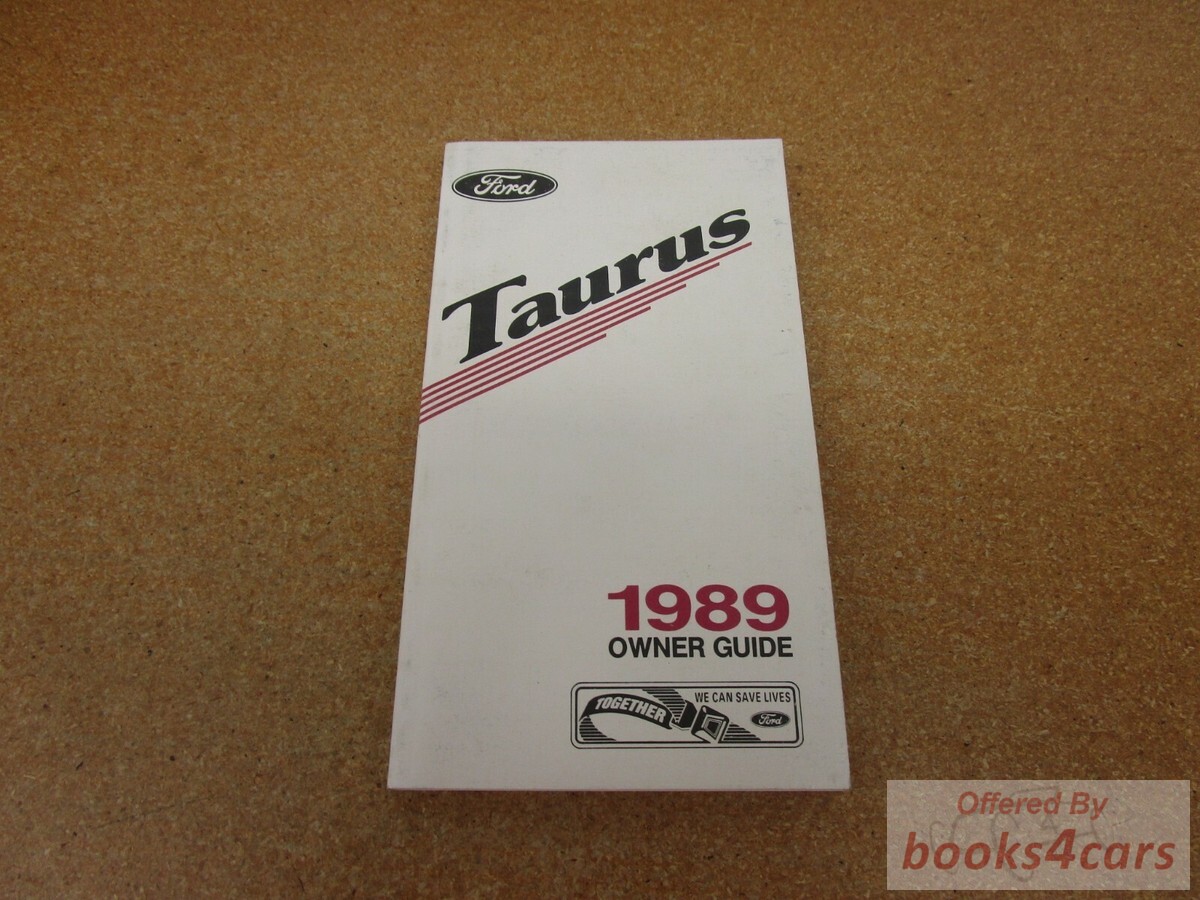 Ford
Taurus
1989
OWNER GUIDE
TOGETHER
WE CAN SAVE LIVES
Ford
Offered By
books4cars